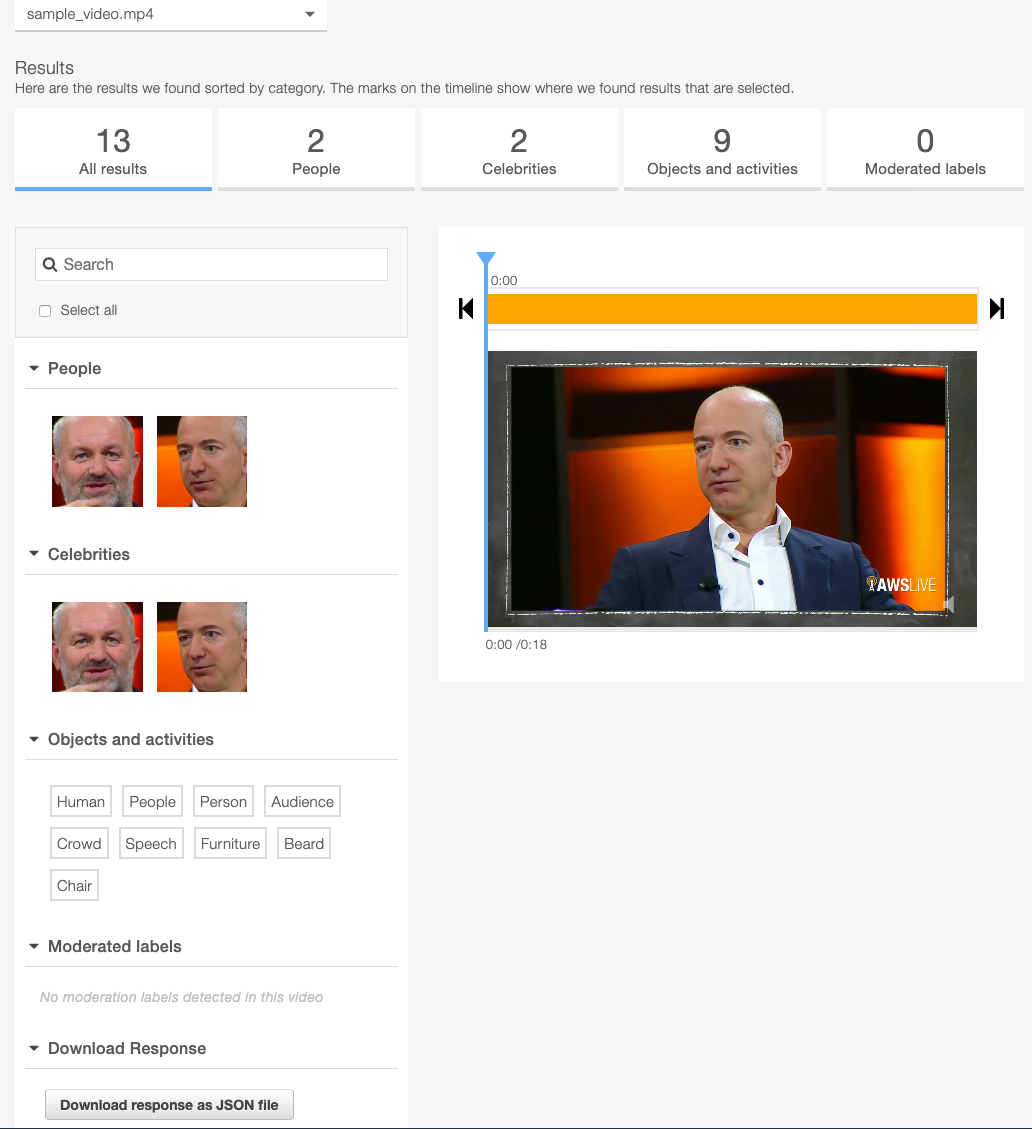 sample_video.mp4
Results
Here are the results we found sorted by category. The marks on the timeline show where we found results that are selected.
13
All results
2
People
2
Celebrities
9
Objects and activities
0
Moderated labels
Search
Select all
People
Celebrities
Objects and activities
Human People Person Audience
Crowd Speech Furniture Beard
Chair
Moderated labels
No moderation labels detected in this video
Download Response
Download response as JSON file
0:00
AWSLIVE
0:00 /0:18